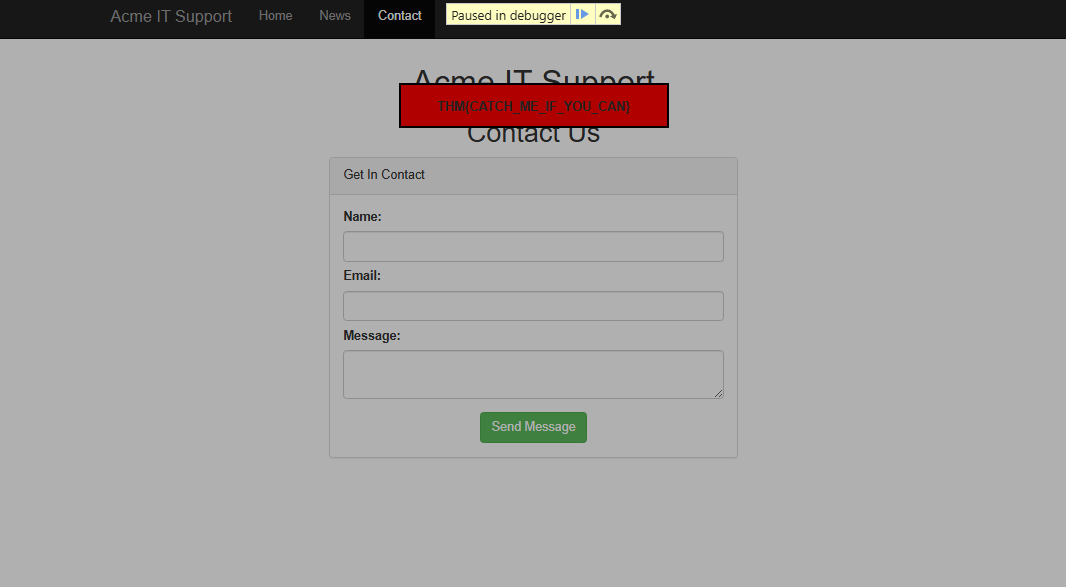 Acme IT Support Home News Contact Paused in debugger
Acme IT Support
THM{CATCH_ME_IF_YOU_CAN}
Contact Us
Get In Contact
Name:
Email:
Message:
Send Message